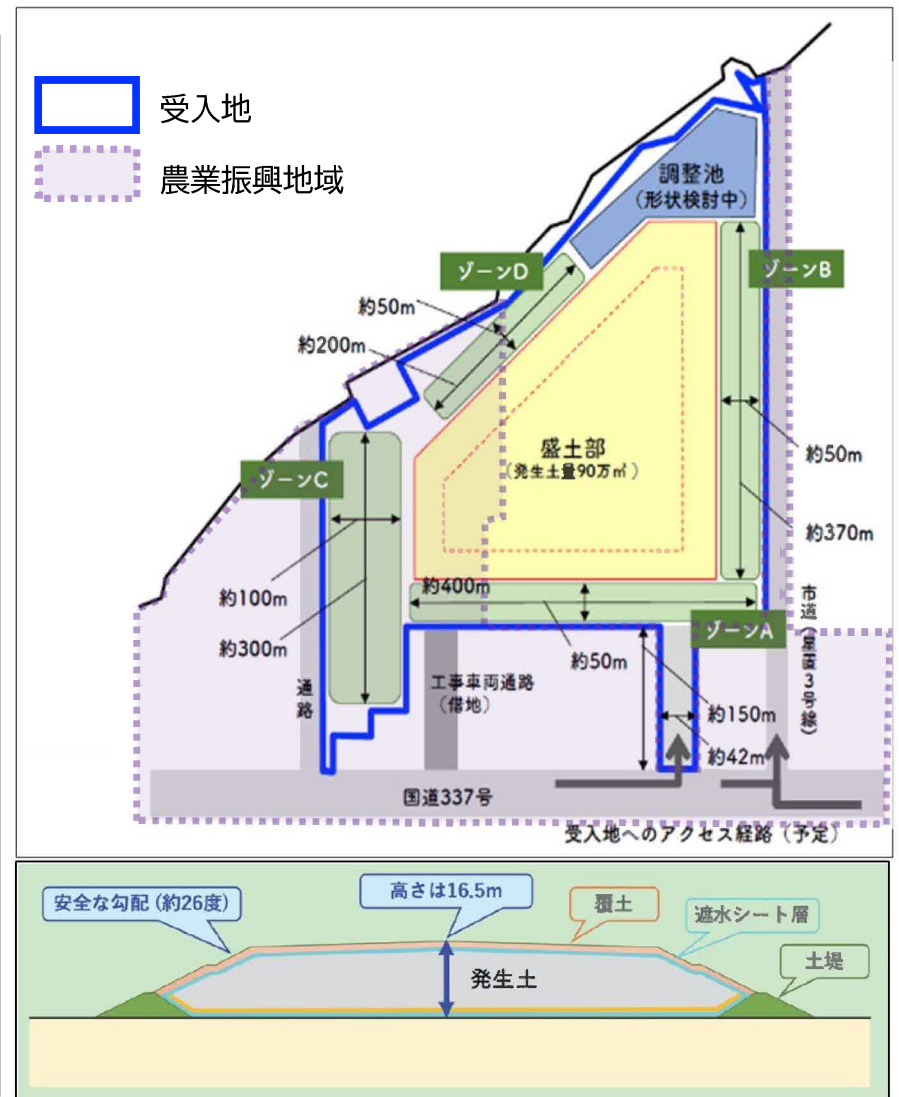 受入地
農業振興地域
調整池
（形状検討中）
ゾーンD
ゾーンB
約50m
約200m
盛土部
（発生土量90万㎥）
約50m
ゾーンC
約370m
約400m
約100m
約300m
ゾーンA
市道（星置3号線）
約50m
工事車両通路
（借地）
通路
約150m
約42m
国道337号
受入地へのアクセス経路（予定）
安全な勾配（約26度）
高さは16.5m
覆土
遮水シート層
土堤
発生土